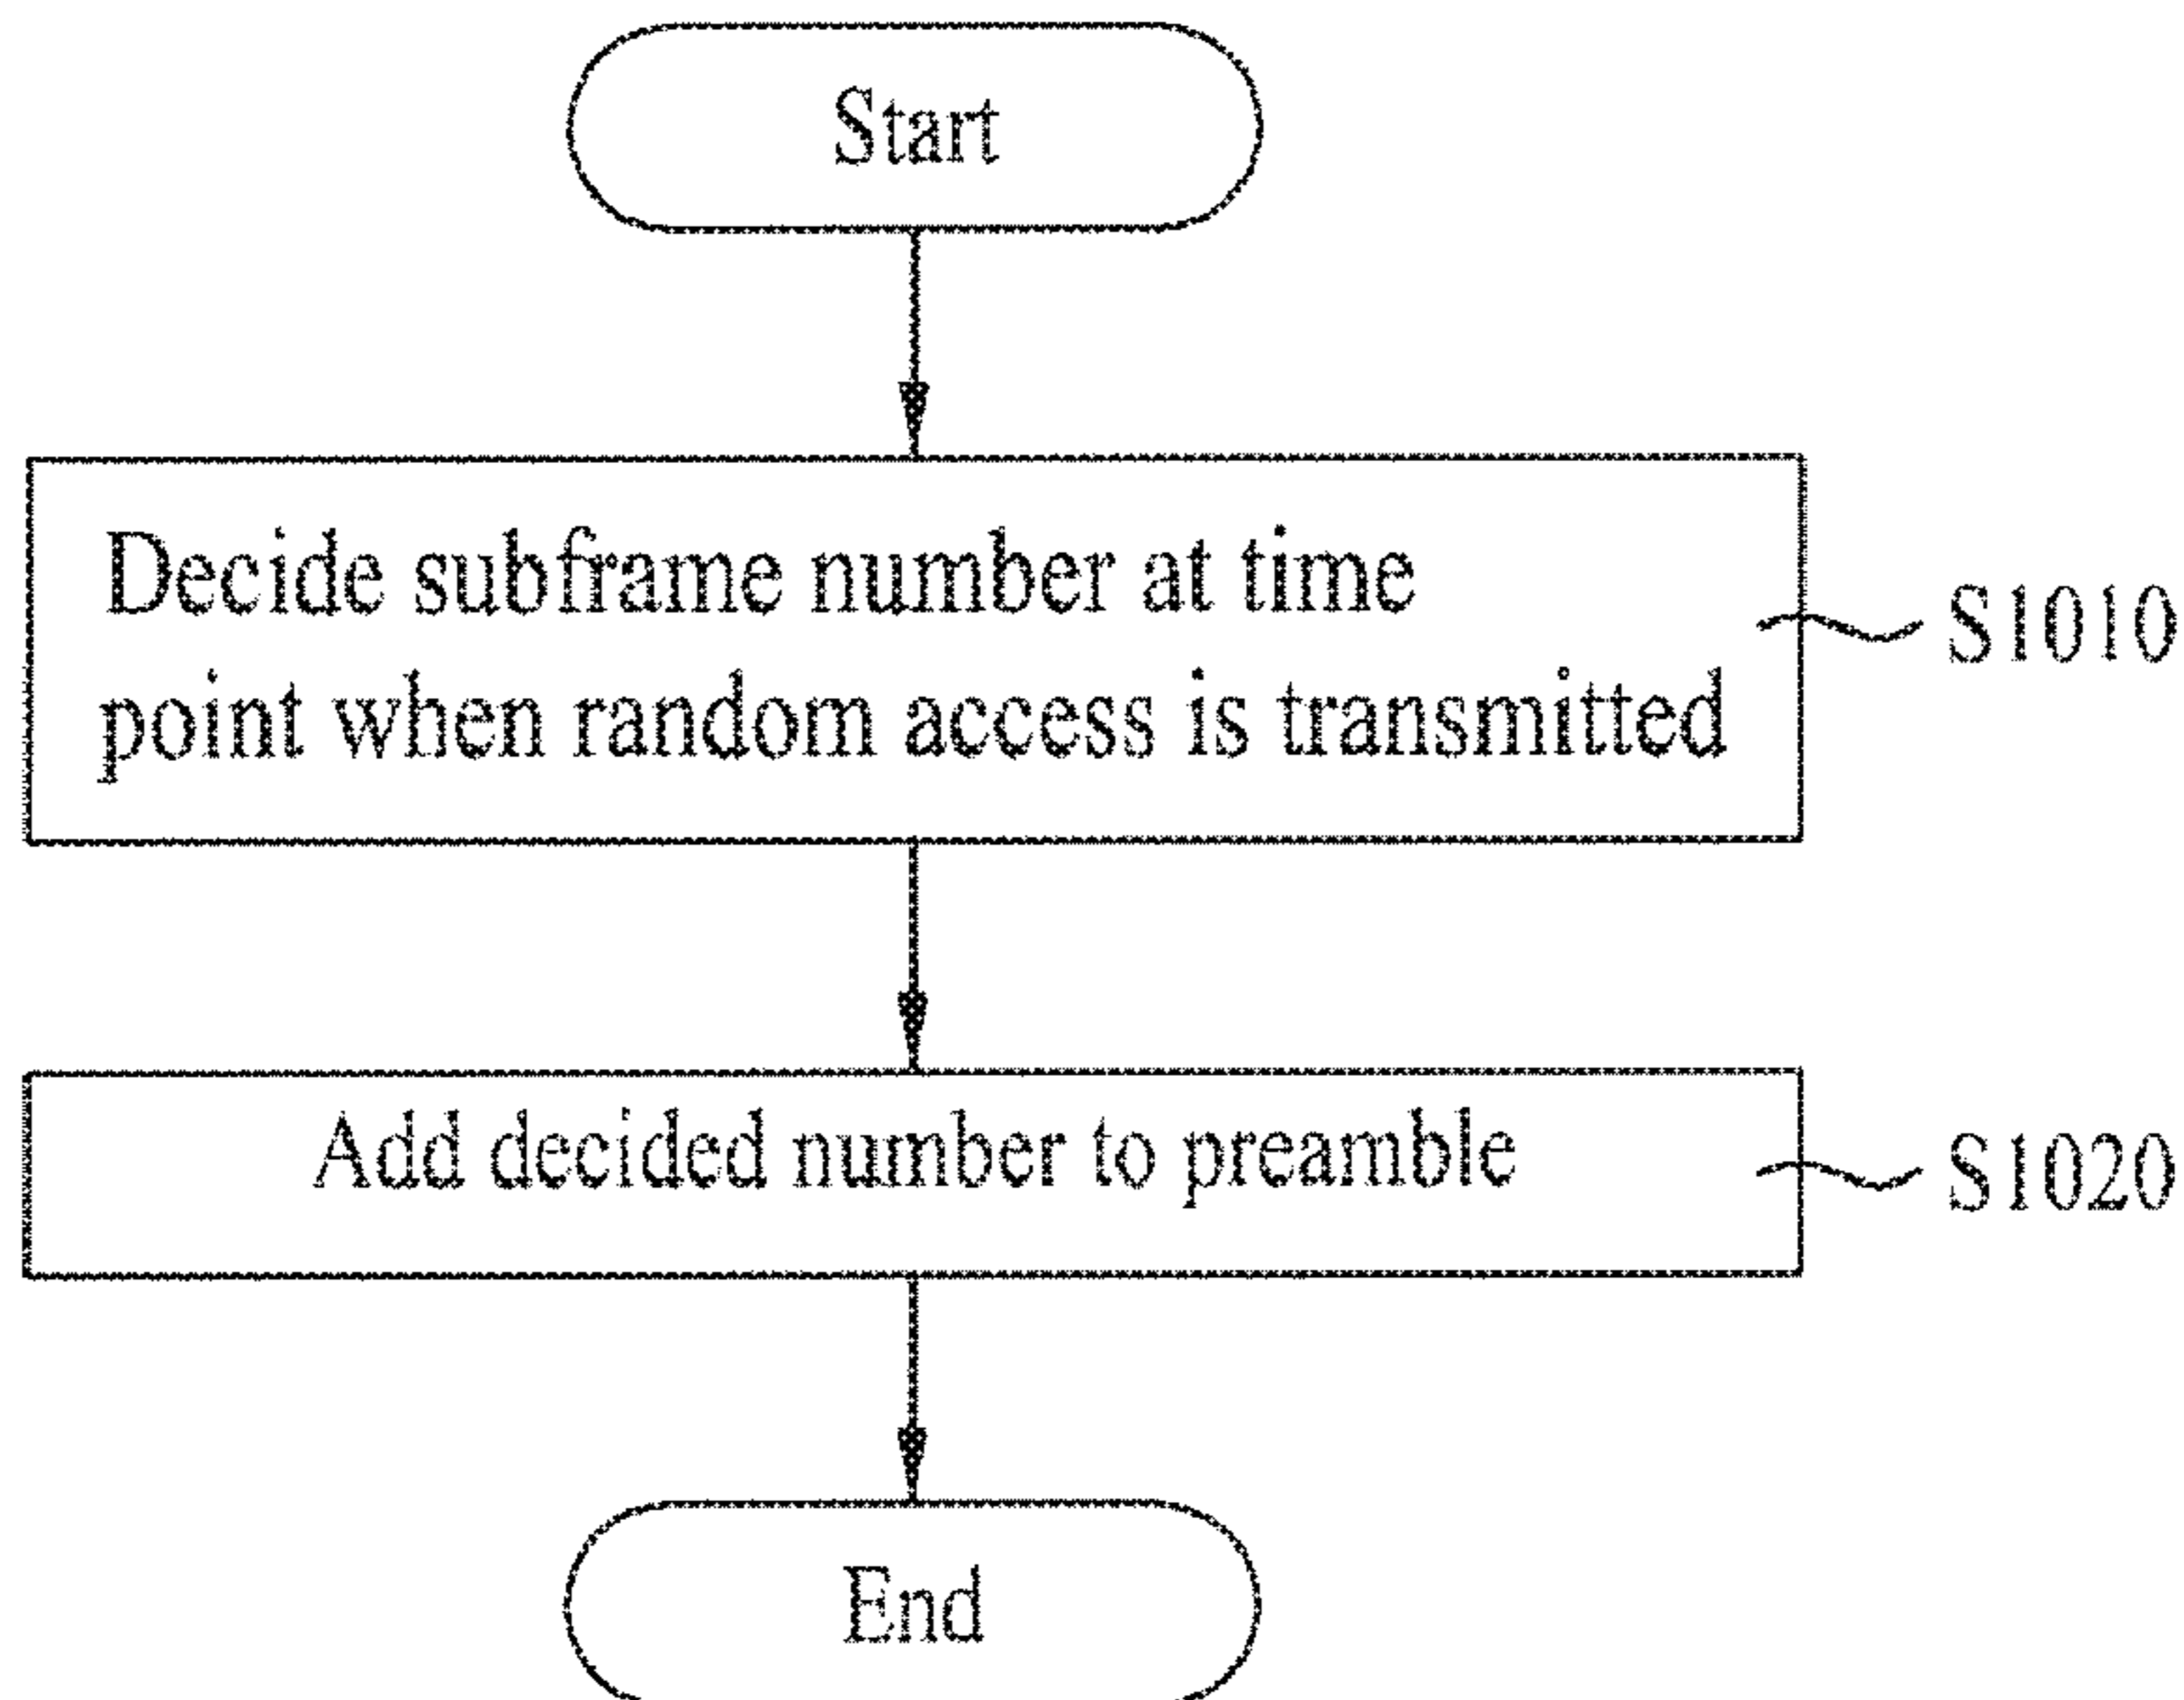 Start
Decide subframe number at time
point when random access is transmitted
S1010
Add decided number to preamble
S1020
End